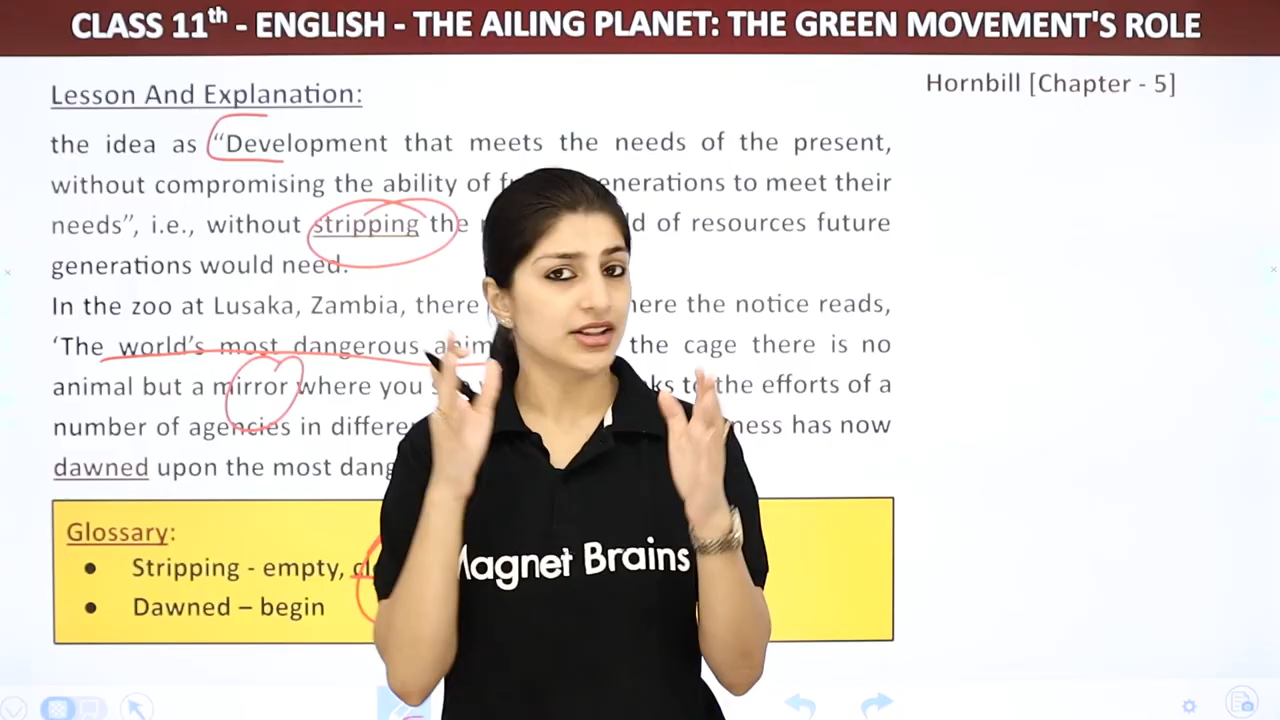 CLASS 11th - ENGLISH - THE AILING PLANET: THE GREEN MOVEMENT'S ROLE
Hornbill [Chapter - 5]
Lesson And Explanation:
the idea as “Development that meets the needs of the present,
without compromising the ability of generations to meet their
needs”, i.e., without stripping the of resources future
generations would need.
In the zoo at Lusaka, Zambia, there the notice reads,
‘The world’s most dangerous the cage there is no
animal but a mirror where you to the efforts of a
number of agencies in has now
dawned upon the most
Glossary:
● Stripping - empty,
● Dawned – begin
Magnet Brains